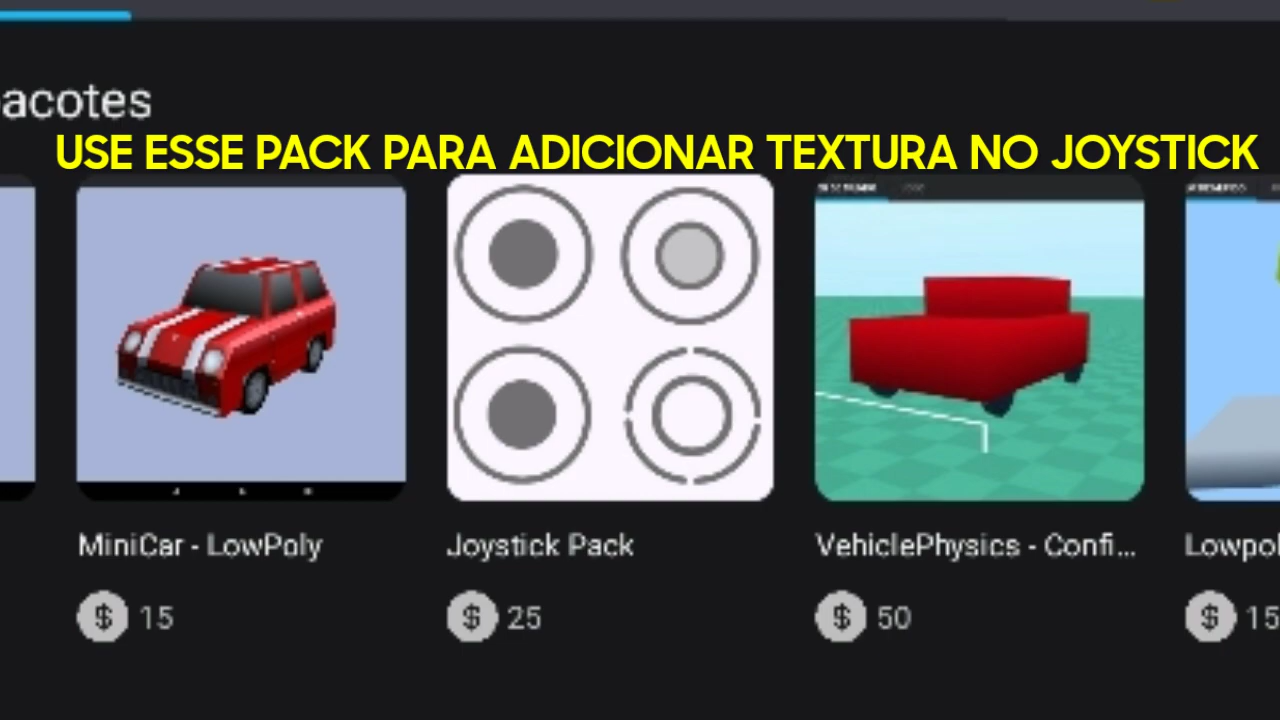 acotes
USE ESSE PACK PARA ADICIONAR TEXTURA NO JOYSTICK
MiniCar - LowPoly
Joystick Pack
VehiclePhysics - Confi...
Lowpol
$ 15
$ 25
$ 50
$ 15